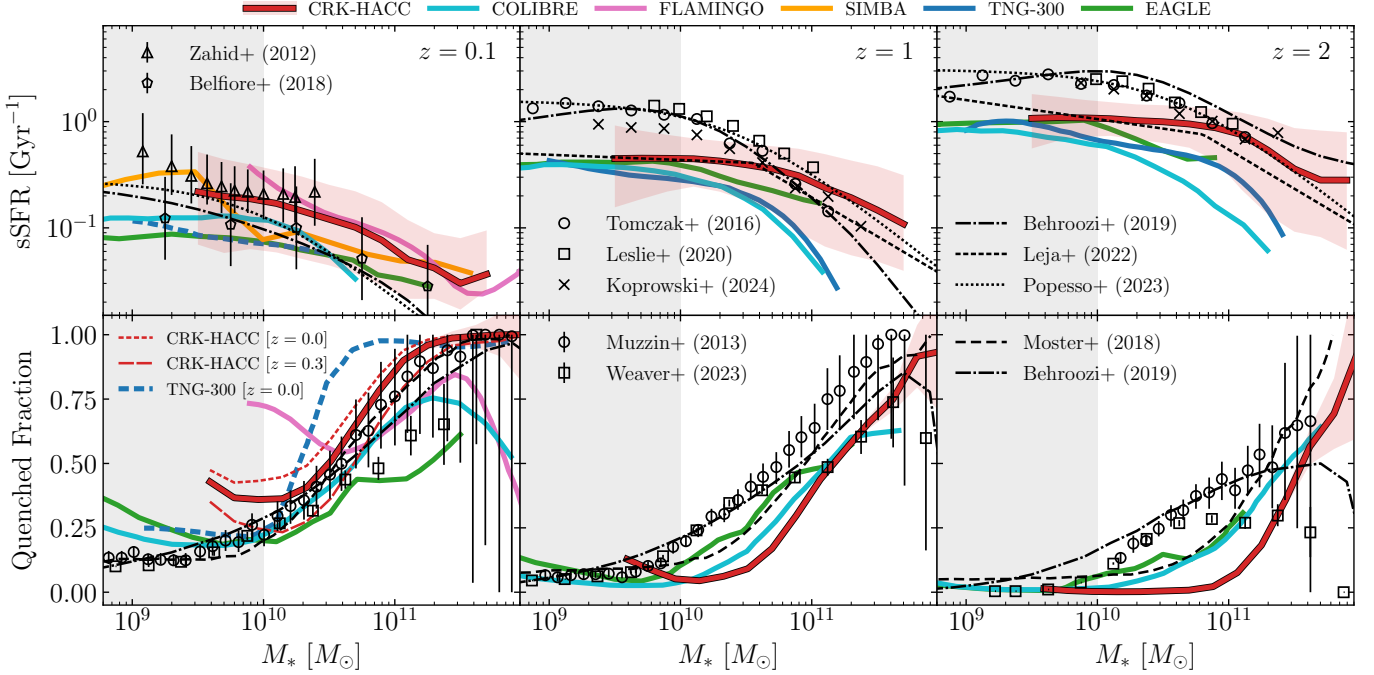 CRK-HACC COLIBRE FLAMINGO SIMBA TNG-300 EAGLE
sSFR [Gyr⁻¹]
10⁰
10⁻¹
Zahid+ (2012)
Belfiore+ (2018)
z = 0.1
z = 1
Tomczak+ (2016)
Leslie+ (2020)
Koprowski+ (2024)
z = 2
Behroozi+ (2019)
Leja+ (2022)
Popesso+ (2023)
Quenched Fraction
1.00
0.75
0.50
0.25
0.00
CRK-HACC [z=0.0]
CRK-HACC [z=0.3]
TNG-300 [z=0.0]
Muzzin+ (2013)
Weaver+ (2023)
Moster+ (2018)
Behroozi+ (2019)
10⁹ 10¹⁰ 10¹¹ 10⁹ 10¹⁰ 10¹¹ 10⁹ 10¹⁰ 10¹¹
M* [M⊙] M* [M⊙] M* [M⊙]